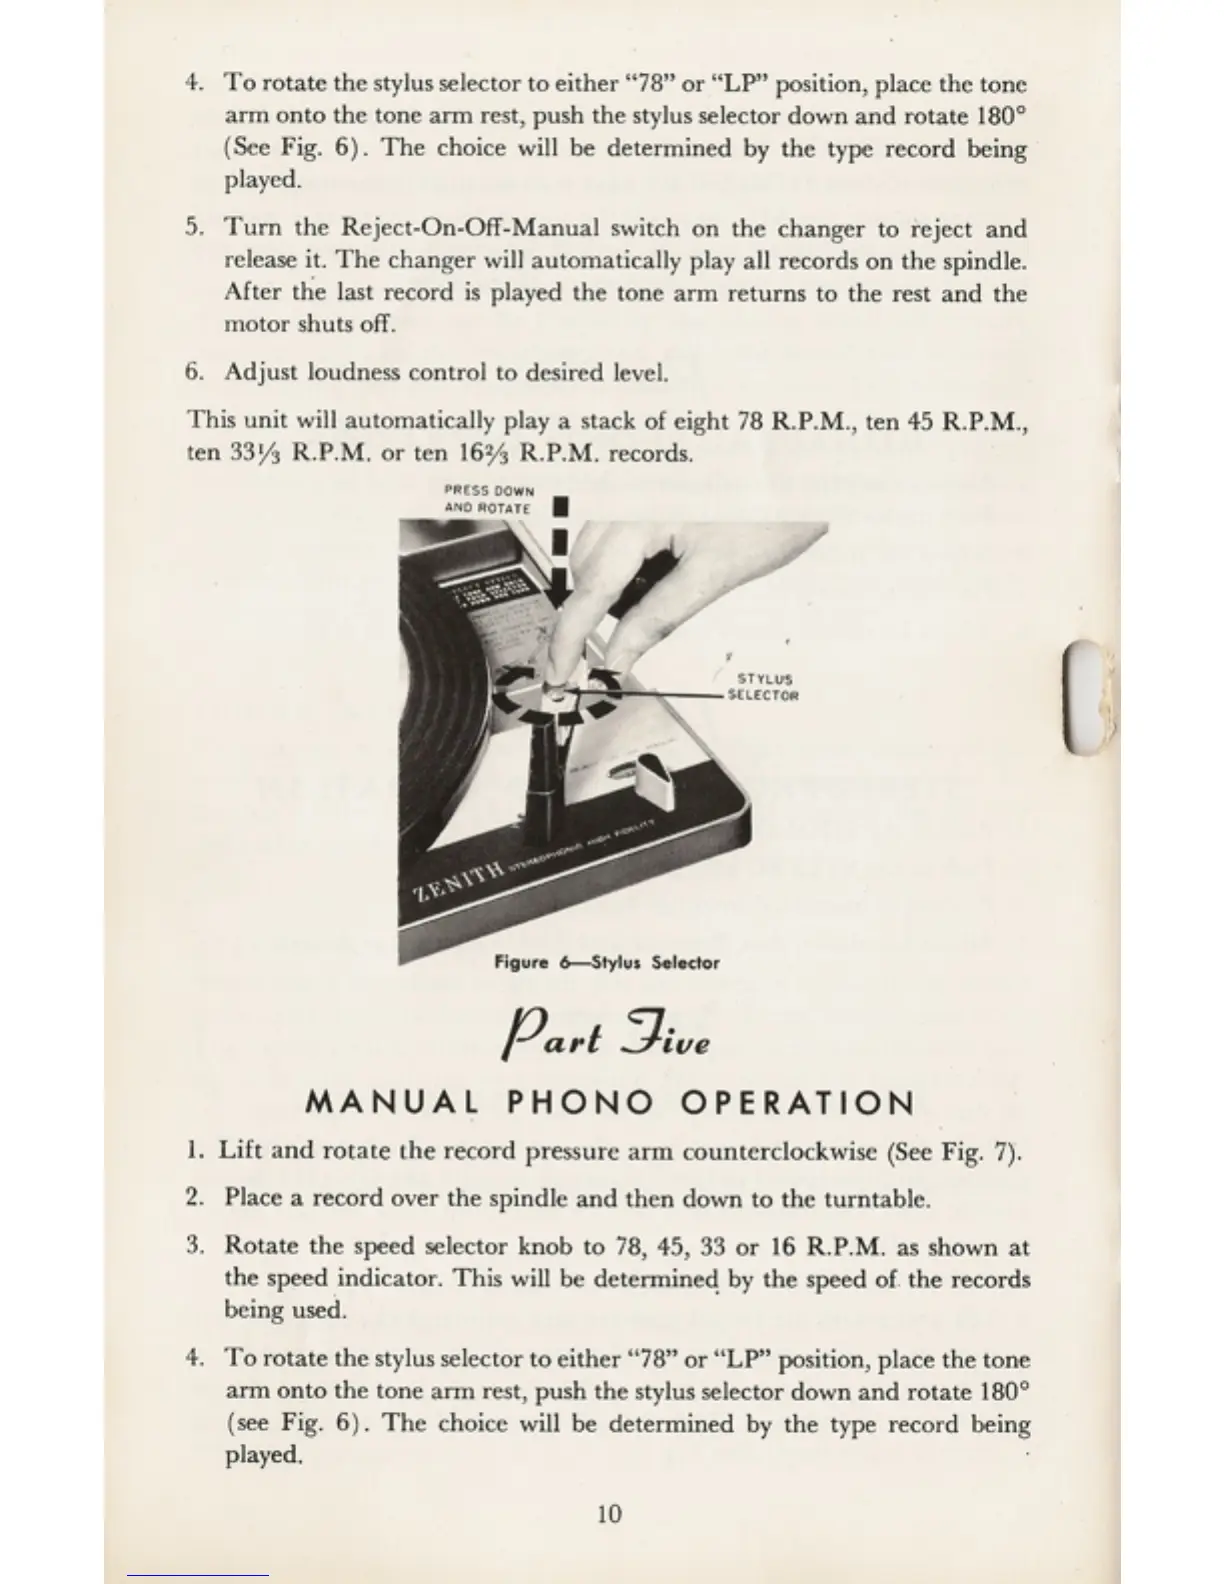 4. To rotate the stylus selector to either “78” or “LP” position, place the tone
arm onto the tone arm rest, push the stylus selector down and rotate 180°
(See Fig. 6). The choice will be determined by the type record being
played.
5. Turn the Reject-On-Off-Manual switch on the changer to reject and
release it. The changer will automatically play all records on the spindle.
After the last record is played the tone arm returns to the rest and the
motor shuts off.
6. Adjust loudness control to desired level.
This unit will automatically play a stack of eight 78 R.P.M., ten 45 R.P.M.,
ten 33⅓ R.P.M. or ten 16⅔ R.P.M. records.
PRESS DOWN
AND ROTATE
STYLUS
SELECTOR
ZENITH STEREOPHONIC HIGH FIDELITY
Figure 6—Stylus Selector
Part Five
MANUAL PHONO OPERATION
1. Lift and rotate the record pressure arm counterclockwise (See Fig. 7).
2. Place a record over the spindle and then down to the turntable.
3. Rotate the speed selector knob to 78, 45, 33 or 16 R.P.M. as shown at
the speed indicator. This will be determined by the speed of the records
being used.
4. To rotate the stylus selector to either “78” or “LP” position, place the tone
arm onto the tone arm rest, push the stylus selector down and rotate 180°
(see Fig. 6). The choice will be determined by the type record being
played.
10